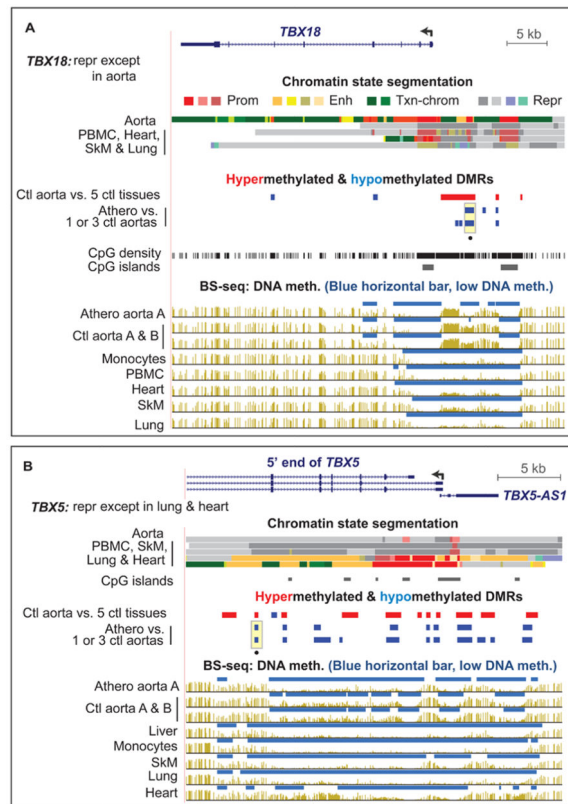 A
TBX18
5 kb
TBX18: repr except
in aorta
Chromatin state segmentation
Prom Enh Txn-chrom Repr
Aorta
PBMC, Heart,
SkM & Lung
Hypermethylated & hypomethylated DMRs
Ctl aorta vs. 5 ctl tissues
Athero vs.
1 or 3 ctl aortas
CpG density
CpG islands
BS-seq: DNA meth. (Blue horizontal bar, low DNA meth.)
Athero aorta A
Ctl aorta A & B
Monocytes
PBMC
Heart
SkM
Lung
B
5' end of TBX5
5 kb
TBX5-AS1
TBX5: repr except in lung & heart
Chromatin state segmentation
Aorta
PBMC, SkM,
Lung & Heart
CpG islands
Hypermethylated & hypomethylated DMRs
Ctl aorta vs. 5 ctl tissues
Athero vs.
1 or 3 ctl aortas
BS-seq: DNA meth. (Blue horizontal bar, low DNA meth.)
Athero aorta A
Ctl aorta A & B
Liver
Monocytes
SkM
Lung
Heart